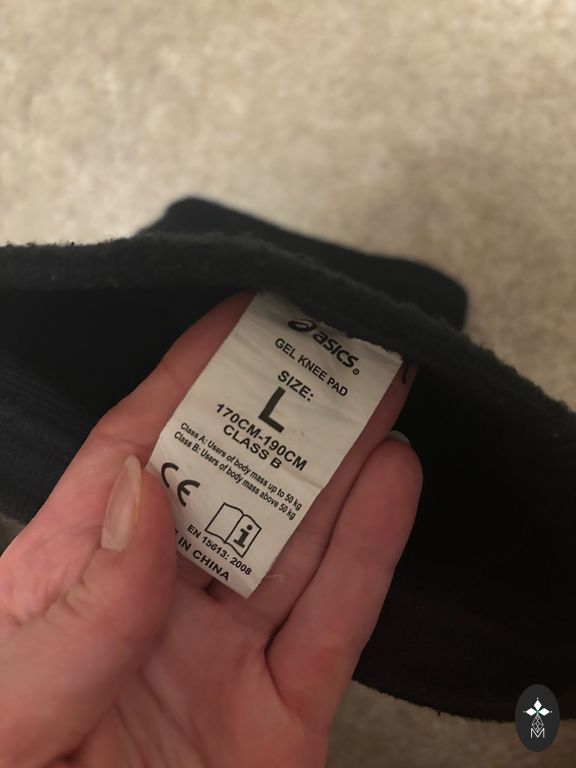 asics®
GEL KNEE PAD
SIZE:
L
170CM-190CM
CLASS B
Class A: Users of body mass up to 50 kg
Class B: Users of body mass above 50 kg
CE
i
EN 15613: 2008
E IN CHINA
M